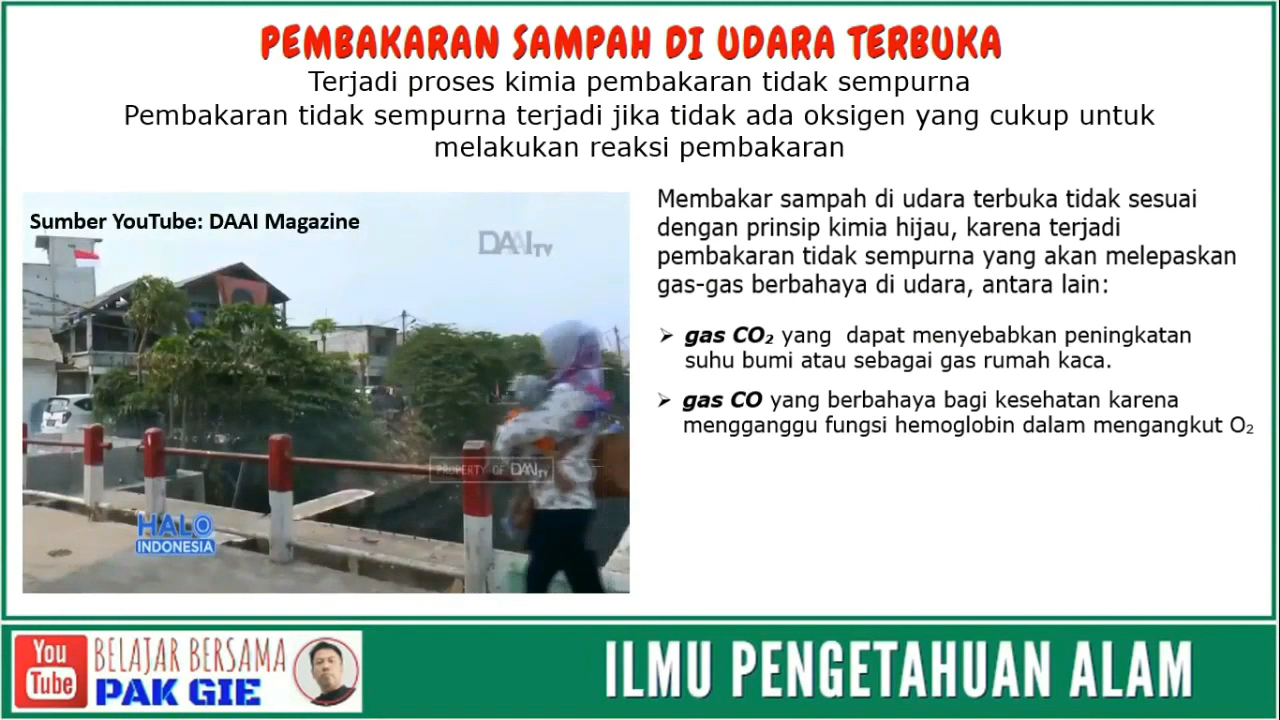 PEMBAKARAN SAMPAH DI UDARA TERBUKA
Terjadi proses kimia pembakaran tidak sempurna
Pembakaran tidak sempurna terjadi jika tidak ada oksigen yang cukup untuk
melakukan reaksi pembakaran
Sumber YouTube: DAAI Magazine
DAAI TV
PROPERTY OF DAAI TV
HALO
INDONESIA
Membakar sampah di udara terbuka tidak sesuai
dengan prinsip kimia hijau, karena terjadi
pembakaran tidak sempurna yang akan melepaskan
gas-gas berbahaya di udara, antara lain:
➢ gas CO₂ yang dapat menyebabkan peningkatan
suhu bumi atau sebagai gas rumah kaca.
➢ gas CO yang berbahaya bagi kesehatan karena
mengganggu fungsi hemoglobin dalam mengangkut O₂
You
Tube
BELAJAR BERSAMA
PAK GIE
ILMU PENGETAHUAN ALAM